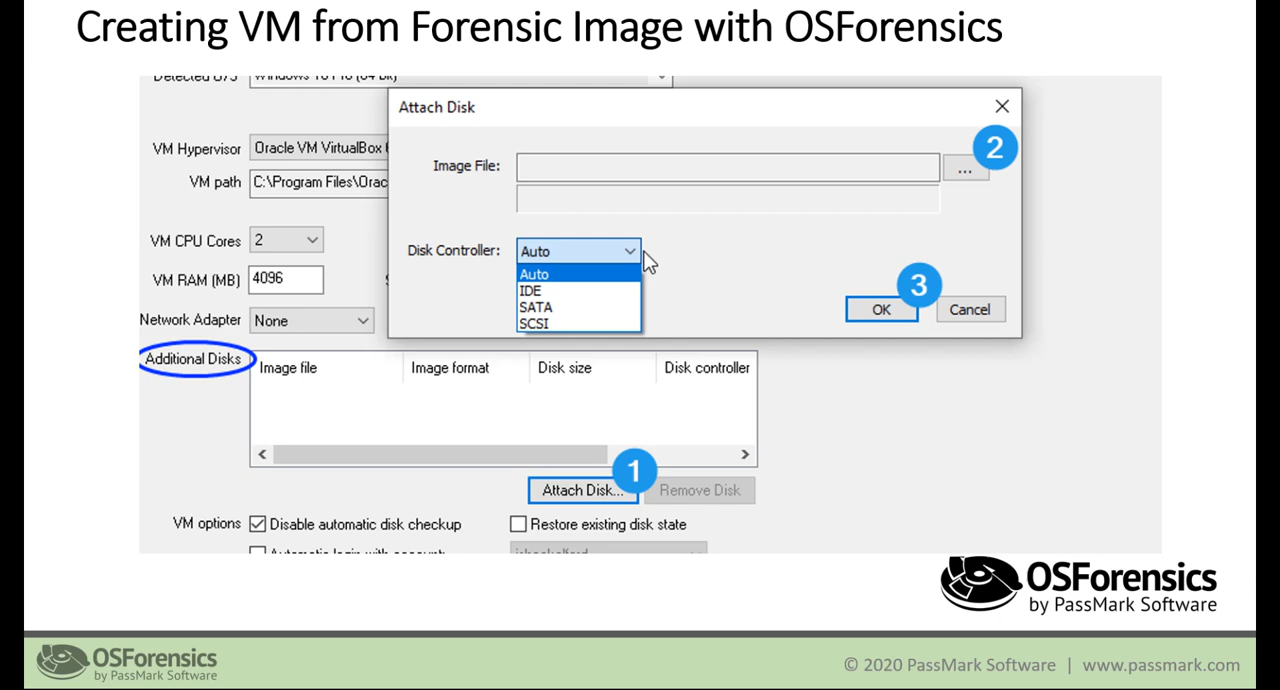 Creating VM from Forensic Image with OSForensics
Attach Disk
Image File:
2
...
VM Hypervisor
Oracle VM VirtualBox
VM path
C:\Program Files\Orac
VM CPU Cores
2
Disk Controller:
Auto
Auto
IDE
SATA
SCSI
VM RAM (MB)
4096
3
OK
Cancel
Network Adapter
None
Additional Disks
Image file
Image format
Disk size
Disk controller
1
Attach Disk...
Remove Disk
VM options
Disable automatic disk checkup
Restore existing disk state
OSForensics
by PassMark Software
OSForensics
by PassMark Software
© 2020 PassMark Software | www.passmark.com